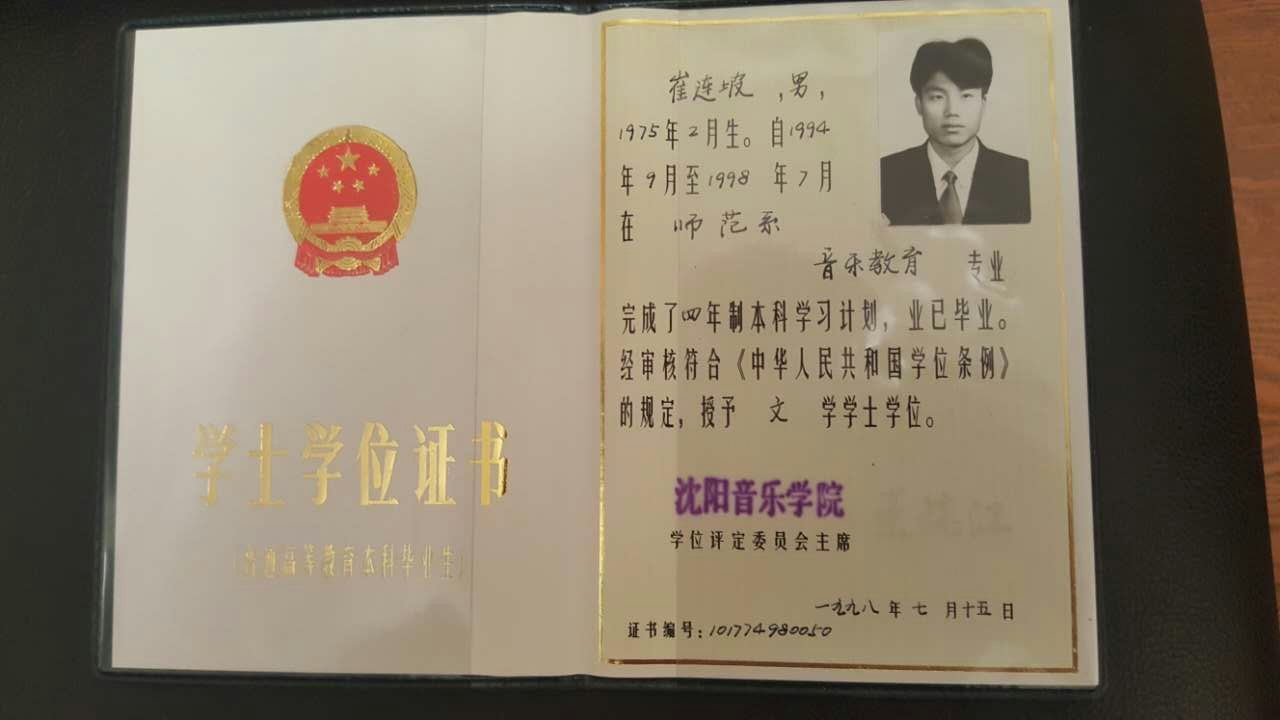 学士学位证书
(普通高等教育本科毕业生)
崔连坡,男,
1975年2月生。自1994
年9月至1998年7月
在 师范系
音乐教育 专业
完成了四年制本科学习计划,业已毕业。
经审核符合《中华人民共和国学位条例》
的规定,授予 文 学学士学位。
沈阳音乐学院
学位评定委员会主席
一九九八年七月十五日
证书编号:101774980050